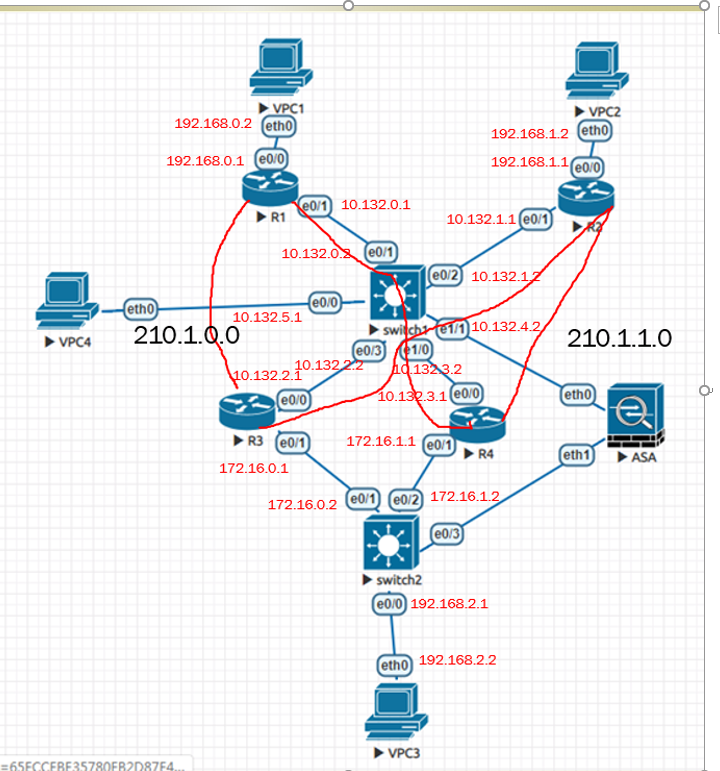 VPC1
VPC2
192.168.0.2
eth0
192.168.1.2
eth0
192.168.0.1
e0/0
192.168.1.1
e0/0
R1
e0/1
10.132.0.1
10.132.1.1
e0/1
R2
10.132.0.2
e0/1
e0/2
10.132.1.2
eth0
10.132.5.1
e0/0
switch1
e1/1
10.132.4.2
VPC4
210.1.0.0
210.1.1.0
e0/3
e1/0
10.132.2.2
10.132.3.2
10.132.2.1
e0/0
10.132.3.1
e0/0
eth0
R3
e0/1
172.16.1.1
e0/1
R4
eth1
ASA
172.16.0.1
172.16.0.2
e0/1
e0/2
172.16.1.2
e0/3
switch2
e0/0
192.168.2.1
eth0
192.168.2.2
VPC3